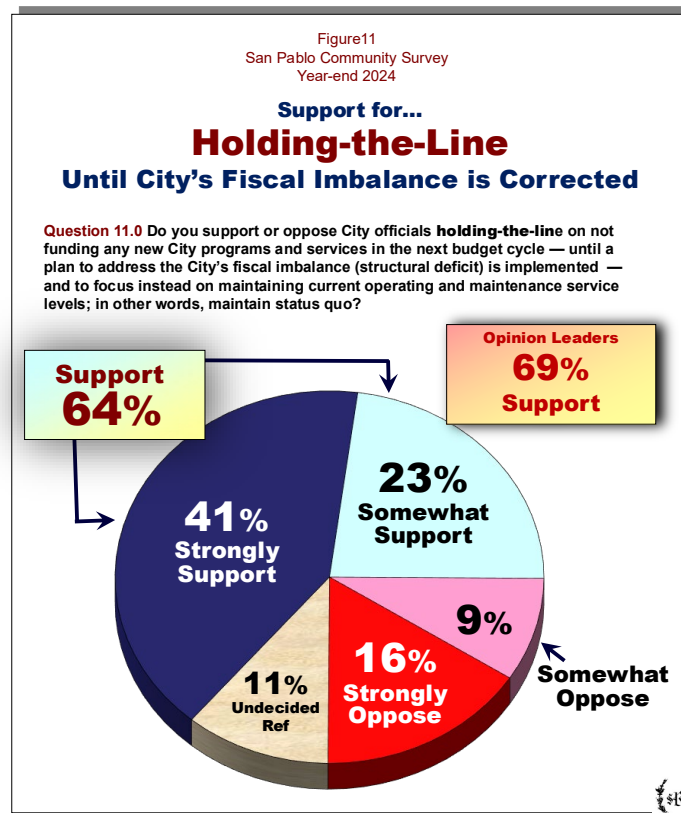 Figure11
San Pablo Community Survey
Year-end 2024
Support for...
Holding-the-Line
Until City's Fiscal Imbalance is Corrected
Question 11.0 Do you support or oppose City officials holding-the-line on not
funding any new City programs and services in the next budget cycle — until a
plan to address the City's fiscal imbalance (structural deficit) is implemented —
and to focus instead on maintaining current operating and maintenance service
levels; in other words, maintain status quo?
Opinion Leaders
69%
Support
Support
64%
23%
Somewhat
Support
41%
Strongly
Support
9%
Somewhat
Oppose
16%
Strongly
Oppose
11%
Undecided
Ref